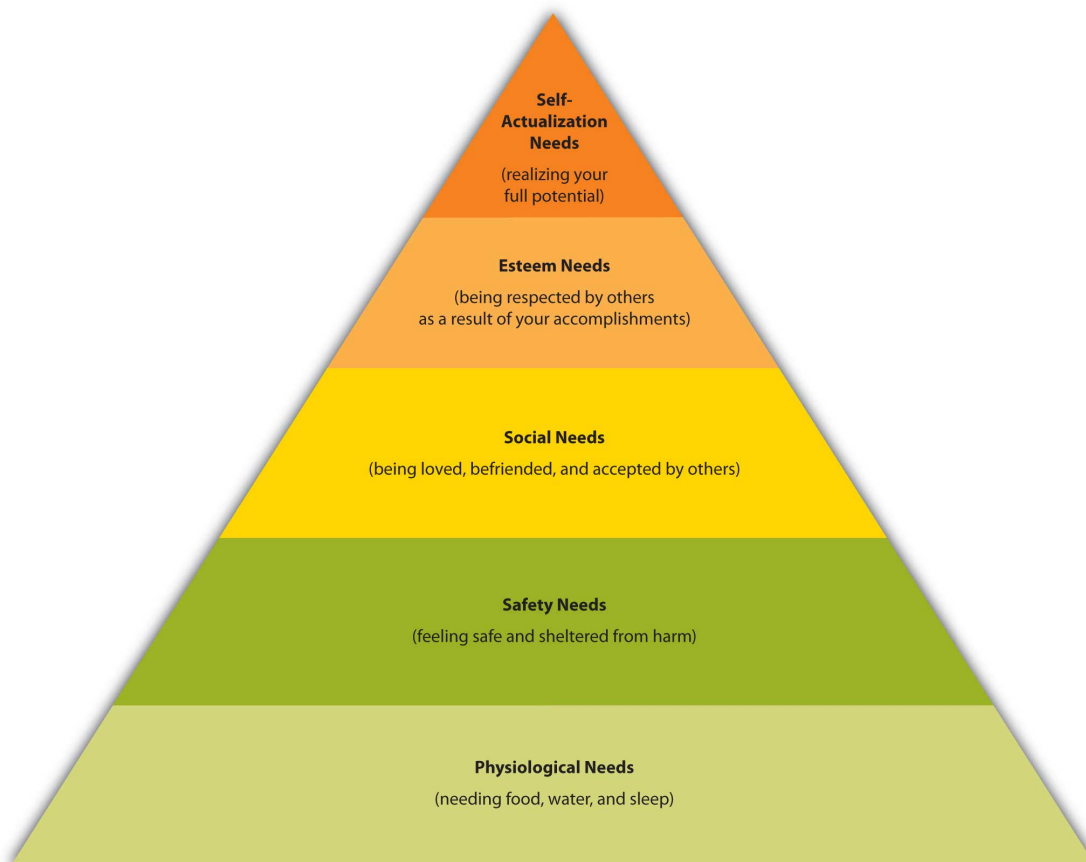 Self-
Actualization
Needs
(realizing your
full potential)
Esteem Needs
(being respected by others
as a result of your accomplishments)
Social Needs
(being loved, befriended, and accepted by others)
Safety Needs
(feeling safe and sheltered from harm)
Physiological Needs
(needing food, water, and sleep)